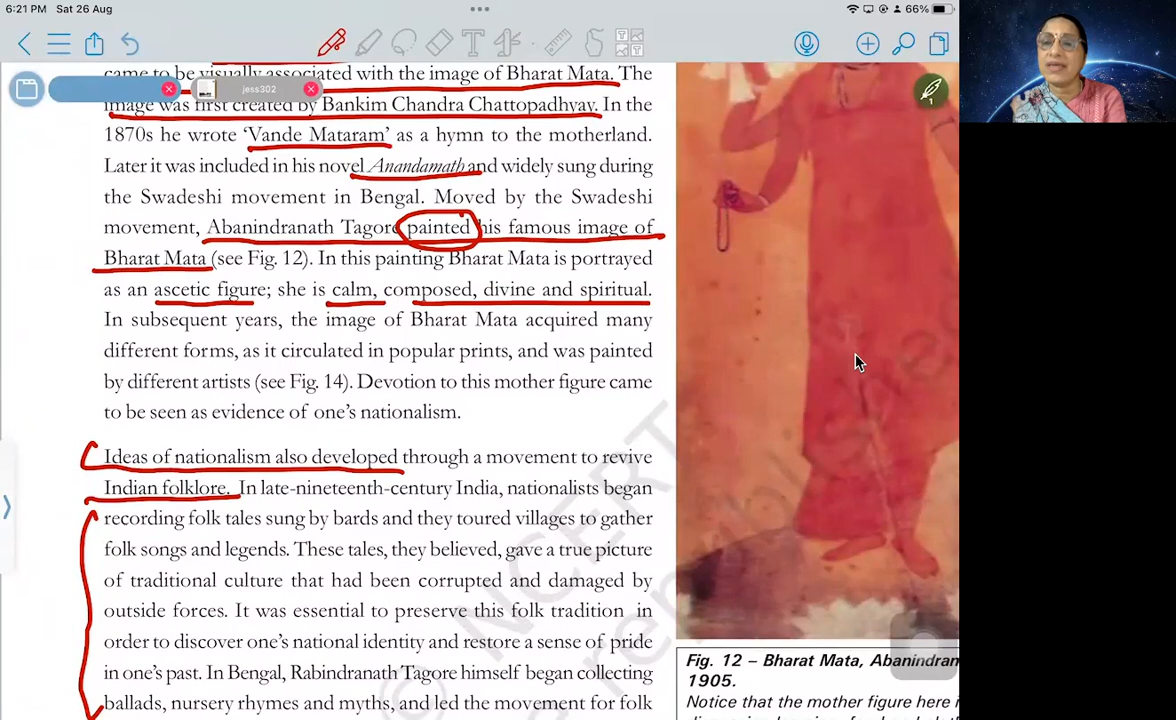 6:21 PM Sat 26 Aug
66%
jess302
came to be visually associated with the image of Bharat Mata. The
image was first created by Bankim Chandra Chattopadhyay. In the
1870s he wrote ‘Vande Mataram’ as a hymn to the motherland.
Later it was included in his novel Anandamath and widely sung during
the Swadeshi movement in Bengal. Moved by the Swadeshi
movement, Abanindranath Tagore painted his famous image of
Bharat Mata (see Fig. 12). In this painting Bharat Mata is portrayed
as an ascetic figure; she is calm, composed, divine and spiritual.
In subsequent years, the image of Bharat Mata acquired many
different forms, as it circulated in popular prints, and was painted
by different artists (see Fig. 14). Devotion to this mother figure came
to be seen as evidence of one’s nationalism.
Ideas of nationalism also developed through a movement to revive
Indian folklore. In late-nineteenth-century India, nationalists began
recording folk tales sung by bards and they toured villages to gather
folk songs and legends. These tales, they believed, gave a true picture
of traditional culture that had been corrupted and damaged by
outside forces. It was essential to preserve this folk tradition in
order to discover one’s national identity and restore a sense of pride
in one’s past. In Bengal, Rabindranath Tagore himself began collecting
ballads, nursery rhymes and myths, and led the movement for folk
1
Fig. 12 – Bharat Mata, Abanindran
1905.
Notice that the mother figure here i
© NCERT